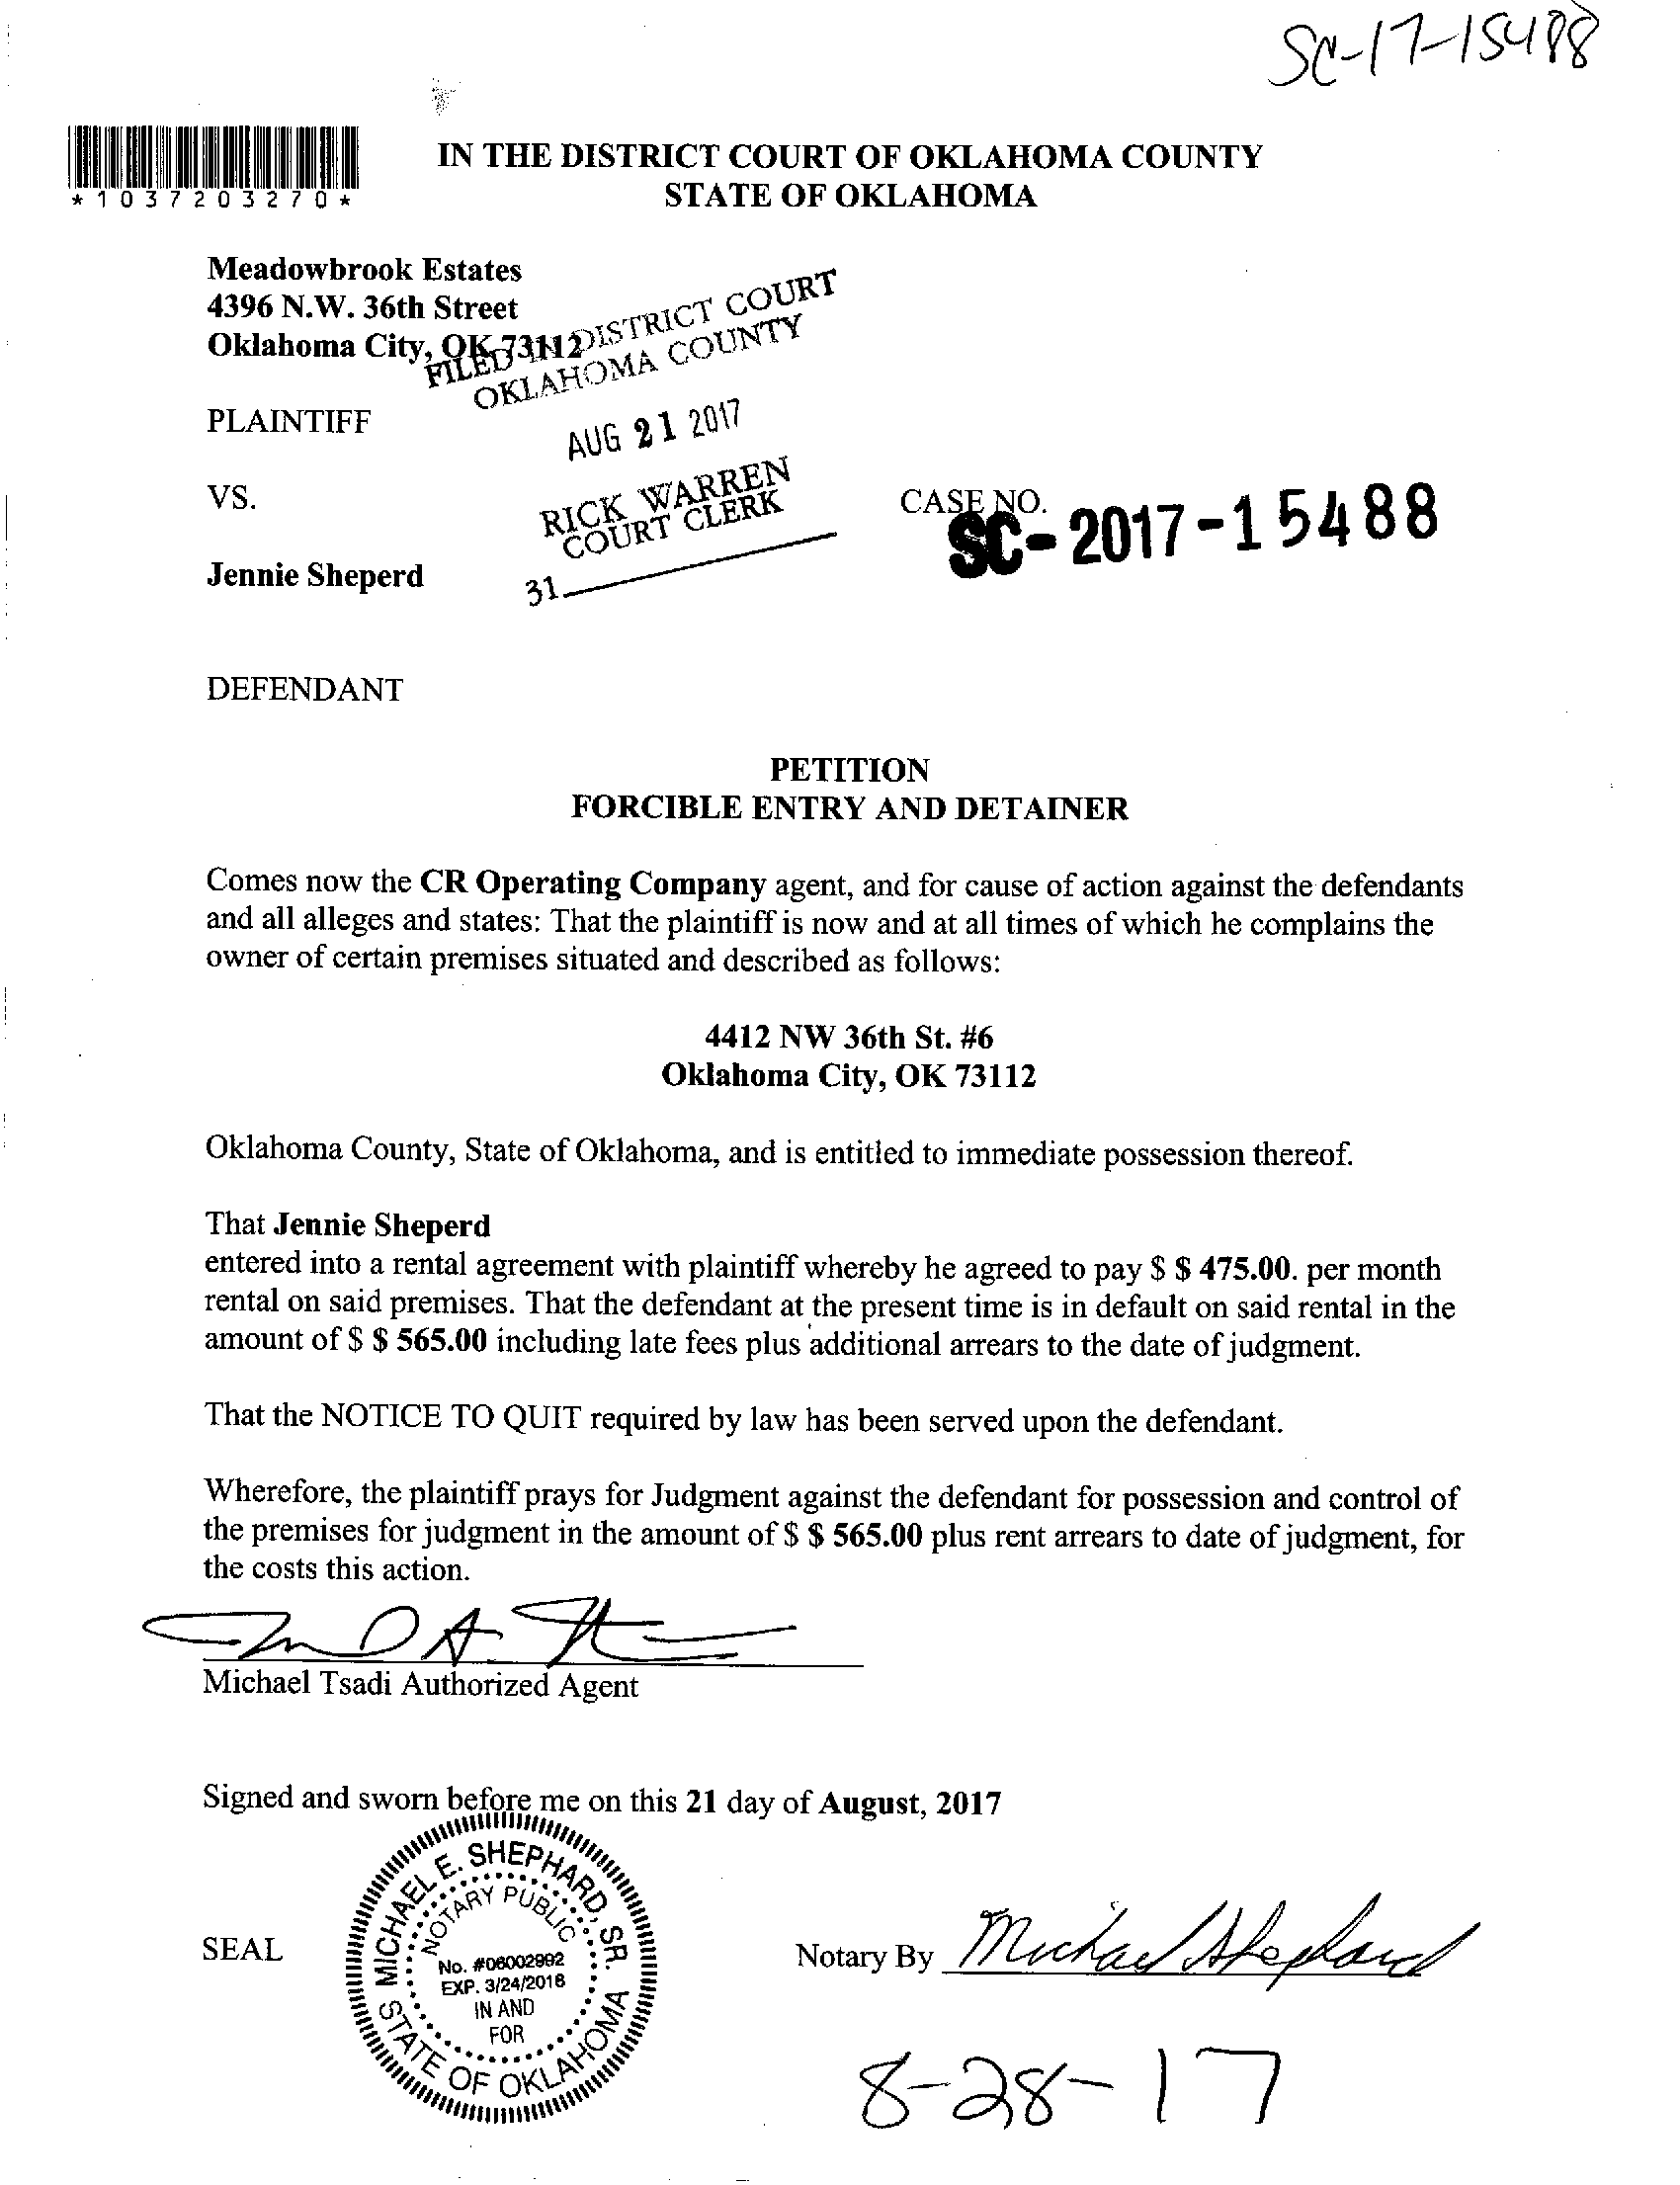 SC-17-15488
*1037203270*
IN THE DISTRICT COURT OF OKLAHOMA COUNTY
STATE OF OKLAHOMA
Meadowbrook Estates
4396 N.W. 36th Street
Oklahoma City, OK 73112
FILED IN DISTRICT COURT
OKLAHOMA COUNTY
PLAINTIFF
AUG 21 2017
VS.
RICK WARREN
COURT CLERK
CASE NO.
SC-2017-15488
Jennie Sheperd
31
DEFENDANT
PETITION
FORCIBLE ENTRY AND DETAINER
Comes now the CR Operating Company agent, and for cause of action against the defendants
and all alleges and states: That the plaintiff is now and at all times of which he complains the
owner of certain premises situated and described as follows:
4412 NW 36th St. #6
Oklahoma City, OK 73112
Oklahoma County, State of Oklahoma, and is entitled to immediate possession thereof.
That Jennie Sheperd
entered into a rental agreement with plaintiff whereby he agreed to pay $ $ 475.00. per month
rental on said premises. That the defendant at the present time is in default on said rental in the
amount of $ $ 565.00 including late fees plus additional arrears to the date of judgment.
That the NOTICE TO QUIT required by law has been served upon the defendant.
Wherefore, the plaintiff prays for Judgment against the defendant for possession and control of
the premises for judgment in the amount of $ $ 565.00 plus rent arrears to date of judgment, for
the costs this action.
Michael Tsadi Authorized Agent
Signed and sworn before me on this 21 day of August, 2017
SEAL
MICHAEL E. SHEPHARD, SR.
NOTARY PUBLIC
No. #06002992
EXP. 3/24/2018
IN AND
FOR
STATE OF OKLAHOMA
Notary By Michael Shephard
8-28-17